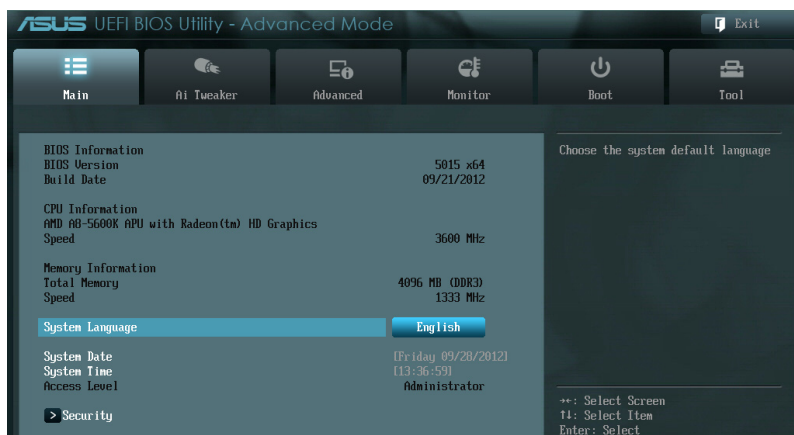 ASUS UEFI BIOS Utility - Advanced Mode
Exit
Main
Ai Tweaker
Advanced
Monitor
Boot
Tool
BIOS Information
BIOS Version 5015 x64
Build Date 09/21/2012
CPU Information
AMD A8-5600K APU with Radeon(tm) HD Graphics
Speed 3600 MHz
Memory Information
Total Memory 4096 MB (DDR3)
Speed 1333 MHz
System Language English
System Date [Friday 09/28/2012]
System Time [13:36:59]
Access Level Administrator
> Security
Choose the system default language
→←: Select Screen
↑↓: Select Item
Enter: Select